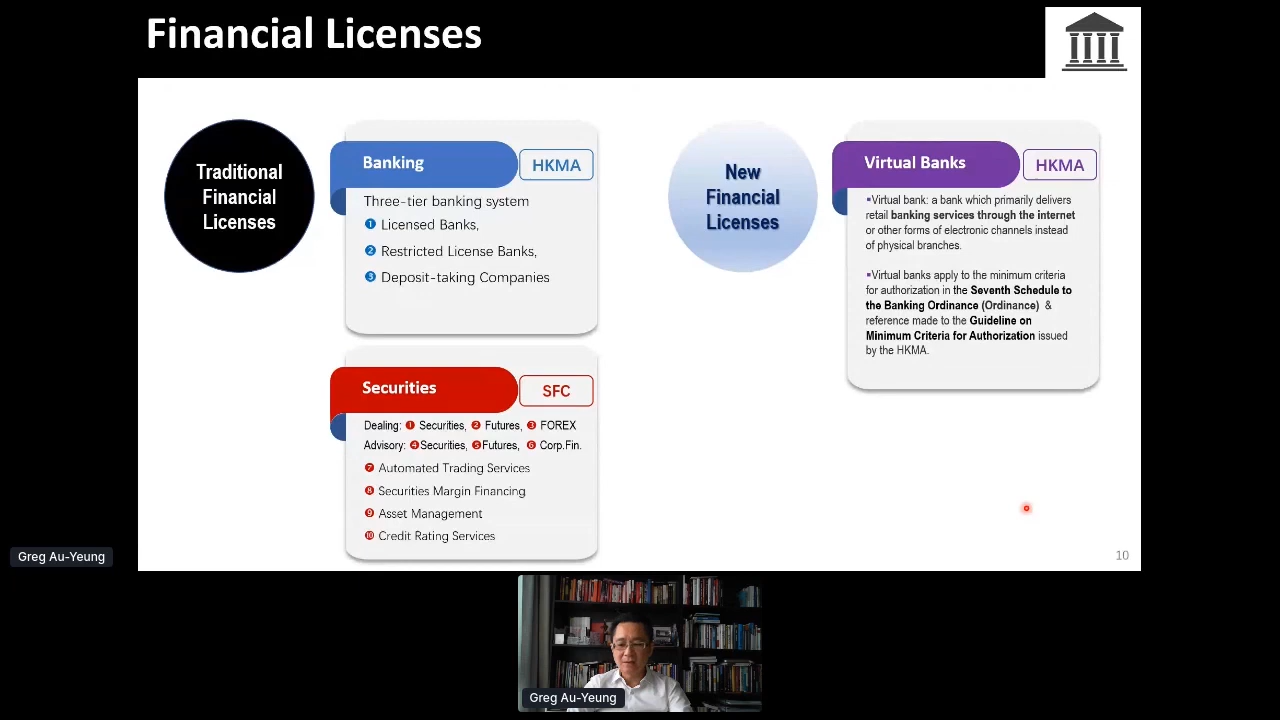 Financial Licenses
Traditional
Financial
Licenses
Banking
HKMA
Three-tier banking system
❶ Licensed Banks,
❷ Restricted License Banks,
❸ Deposit-taking Companies
Securities
SFC
Dealing: ❶ Securities, ❷ Futures, ❸ FOREX
Advisory: ❹Securities, ❺Futures, ❻ Corp.Fin.
❼ Automated Trading Services
❽ Securities Margin Financing
❾ Asset Management
❿ Credit Rating Services
New
Financial
Licenses
Virtual Banks
HKMA
▪Virtual bank: a bank which primarily delivers
retail banking services through the internet
or other forms of electronic channels instead
of physical branches.
▪Virtual banks apply to the minimum criteria
for authorization in the Seventh Schedule to
the Banking Ordinance (Ordinance) &
reference made to the Guideline on
Minimum Criteria for Authorization issued
by the HKMA.
10
Greg Au-Yeung
Greg Au-Yeung